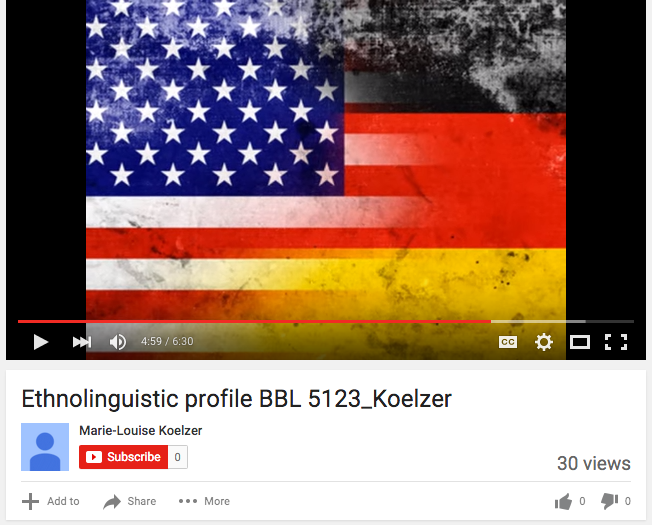 4:59 / 6:30
CC
Ethnolinguistic profile BBL 5123_Koelzer
Marie-Louise Koelzer
Subscribe 0
30 views
Add to Share More 0 0